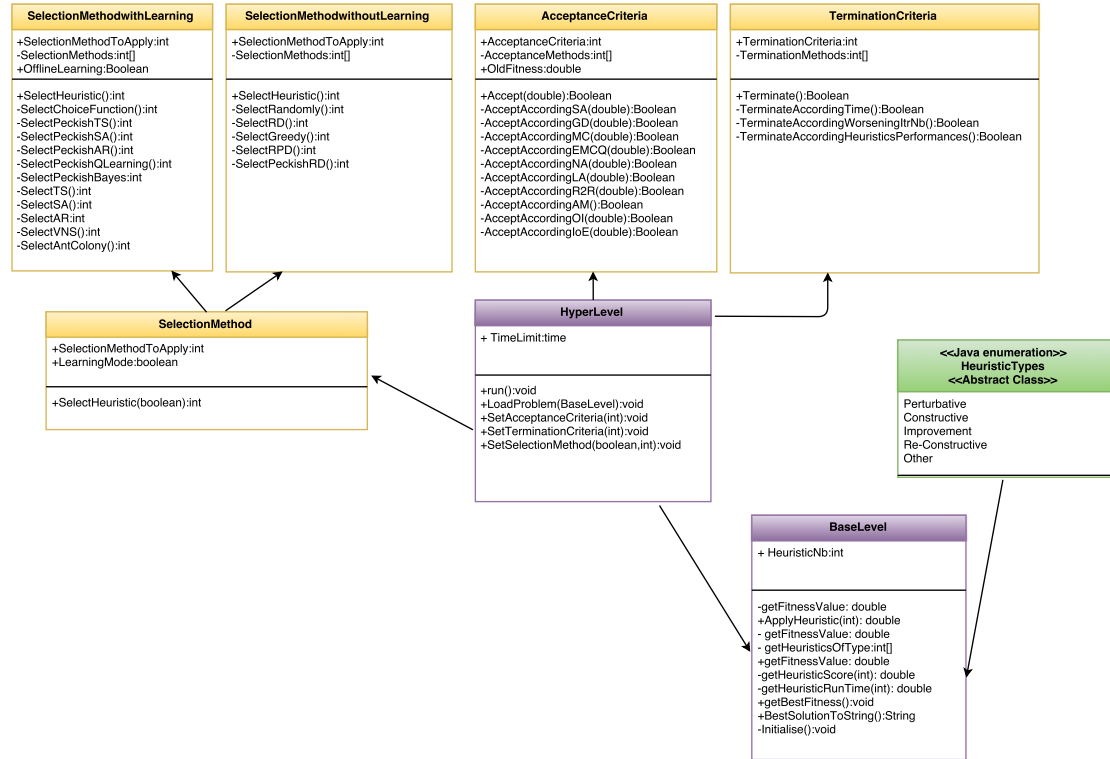 SelectionMethodwithLearning
+SelectionMethodToApply:int
-SelectionMethods:int[]
+OfflineLearning:Boolean
+SelectHeuristic():int
-SelectChoiceFunction():int
-SelectPeckishTS():int
-SelectPeckishSA():int
-SelectPeckishAR():int
-SelectPeckishQLearning():int
-SelectPeckishBayes:int
-SelectTS():int
-SelectSA():int
-SelectAR:int
-SelectVNS():int
-SelectAntColony):int
SelectionMethodwithoutLearning
+SelectionMethodToApply:int
-SelectionMethods:int[]
+SelectHeuristic():int
-SelectRandomly():int
-SelectRD():int
-SelectGreedy():int
-SelectRPD():int
-SelectPeckishRD():int
AcceptanceCriteria
+AcceptanceCriteria:int
-AcceptanceMethods:int[]
+OldFitness:double
+Accept(double):Boolean
-AcceptAccordingSA(double):Boolean
-AcceptAccordingGD(double):Boolean
-AcceptAccordingMC(double):Boolean
-AcceptAccordingEMCQ(double):Boolean
-AcceptAccordingNA(double):Boolean
-AcceptAccordingLA(double):Boolean
-AcceptAccordingR2R(double):Boolean
-AcceptAccordingAM():Boolean
-AcceptAccordingOI(double):Boolean
-AcceptAccordingIoE(double):Boolean
TerminationCriteria
+TerminationCriteria:int
-TerminationMethods:int[]
+Terminate():Boolean
-TerminateAccordingTime():Boolean
-TerminateAccordingWorseningItrNb():Boolean
-TerminateAccordingHeuristicsPerformances():Boolean
SelectionMethod
+SelectionMethodToApply:int
+LearningMode:boolean
+SelectHeuristic(boolean):int
HyperLevel
+ TimeLimit:time
+run():void
+LoadProblem(BaseLevel):void
+SetAcceptanceCriteria(int):void
+SetTerminationCriteria(int):void
+SetSelectionMethod(boolean,int):void
<<Java enumeration>>
HeuristicTypes
<<Abstract Class>>
Perturbative
Constructive
Improvement
Re-Constructive
Other
BaseLevel
+ HeuristicNb:int
-getFitnessValue: double
+ApplyHeuristic(int): double
- getFitnessValue: double
- getHeuristicsOfType:int[]
+getFitnessValue: double
-getHeuristicScore(int): double
-getHeuristicRunTime(int): double
+getBestFitness():void
+BestSolutionToString():String
-Initialise():void